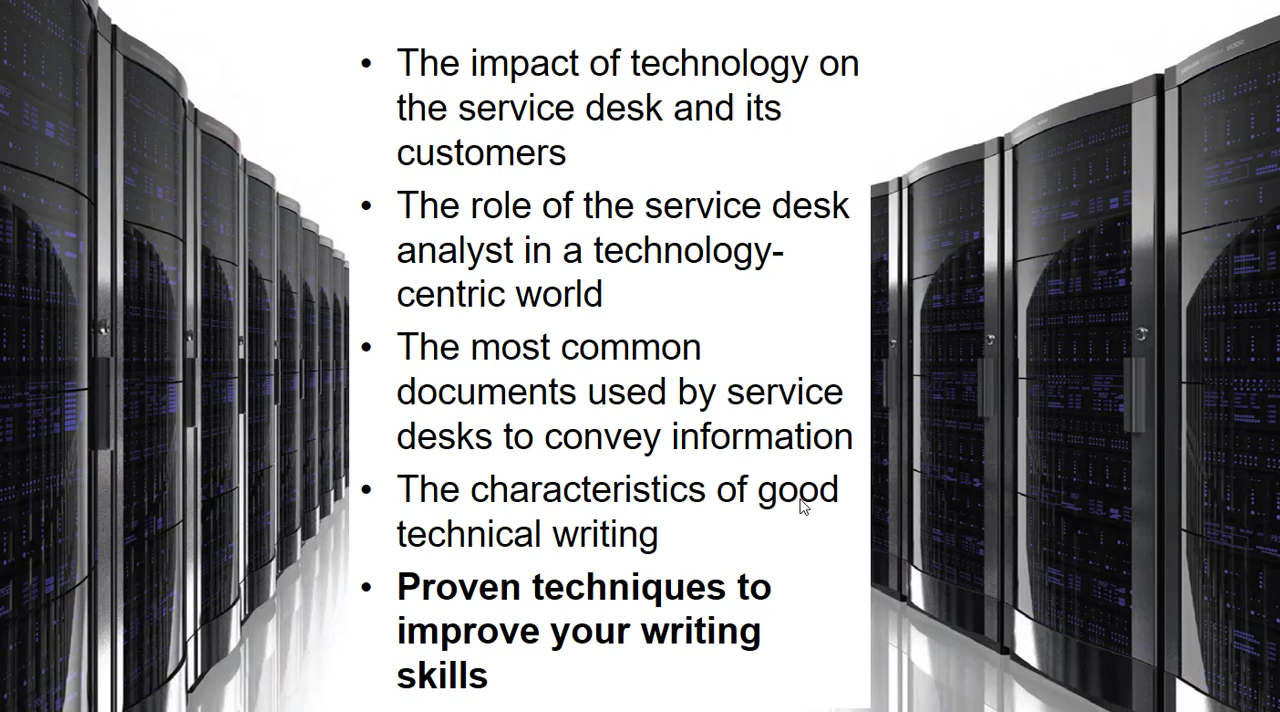 • The impact of technology on
the service desk and its
customers
• The role of the service desk
analyst in a technology-
centric world
• The most common
documents used by service
desks to convey information
• The characteristics of good
technical writing
• Proven techniques to
improve your writing
skills